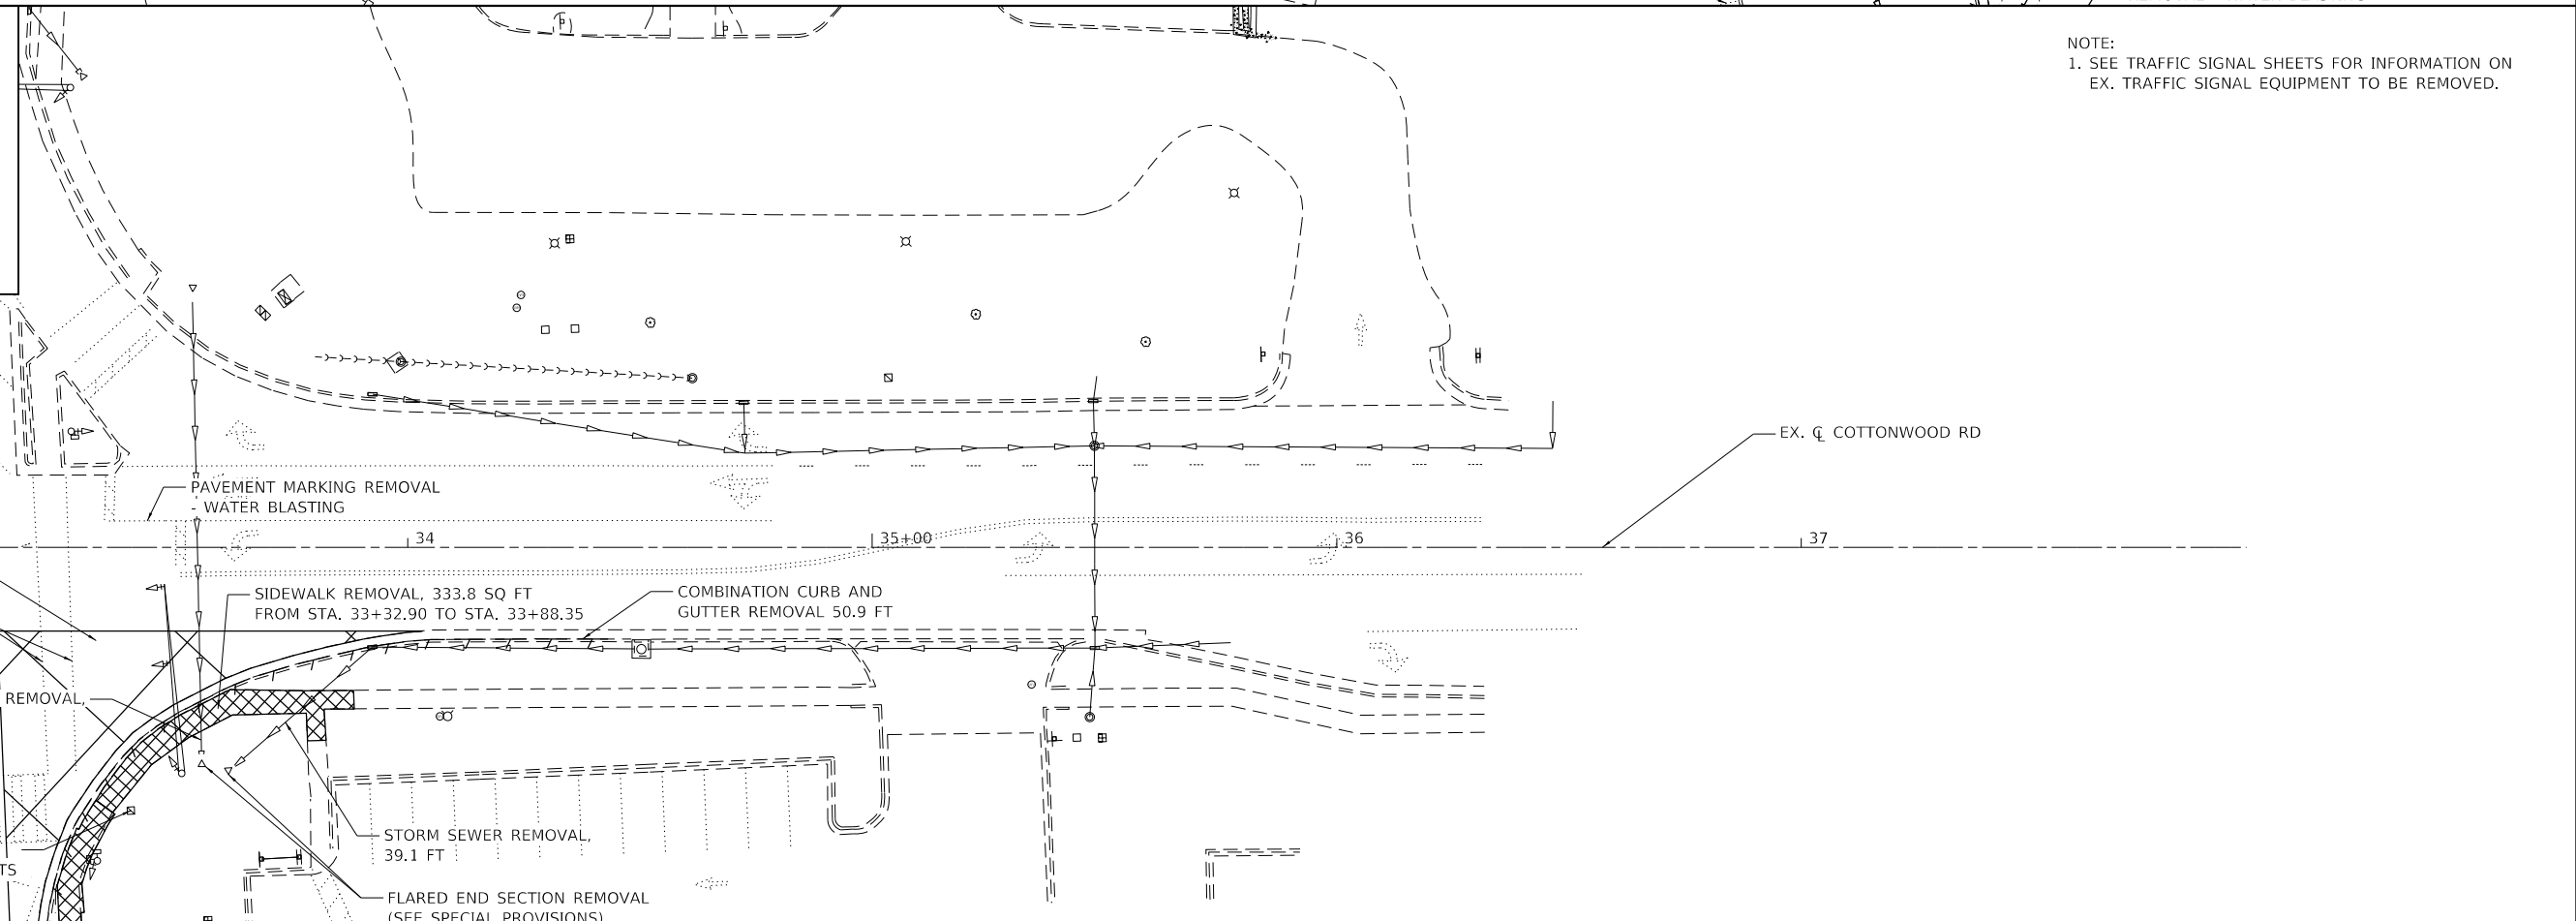 NOTE:
1. SEE TRAFFIC SIGNAL SHEETS FOR INFORMATION ON
EX. TRAFFIC SIGNAL EQUIPMENT TO BE REMOVED.
EX. ℄ COTTONWOOD RD
PAVEMENT MARKING REMOVAL
- WATER BLASTING
34
35+00
36
37
SIDEWALK REMOVAL, 333.8 SQ FT
FROM STA. 33+32.90 TO STA. 33+88.35
COMBINATION CURB AND
GUTTER REMOVAL 50.9 FT
REMOVAL,
STORM SEWER REMOVAL,
39.1 FT
TS
FLARED END SECTION REMOVAL
(SEE SPECIAL PROVISIONS)